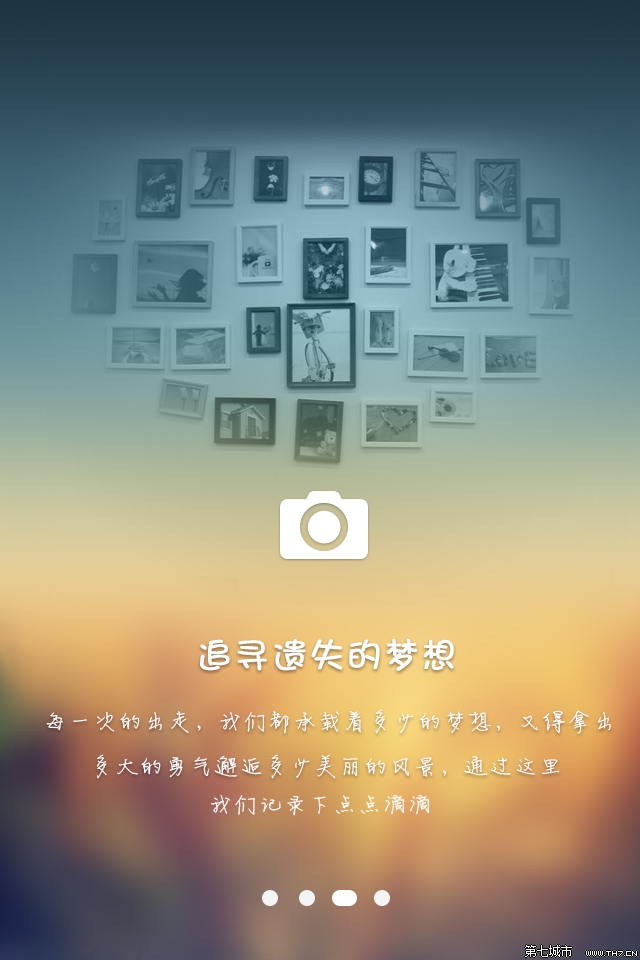 追寻遗失的梦想
每一次的出走，我们都承载着多少的梦想，又得拿出
多大的勇气邂逅多少美丽的风景，通过这里
我们记录下点点滴滴
第七城市 WWW.TH7.CN